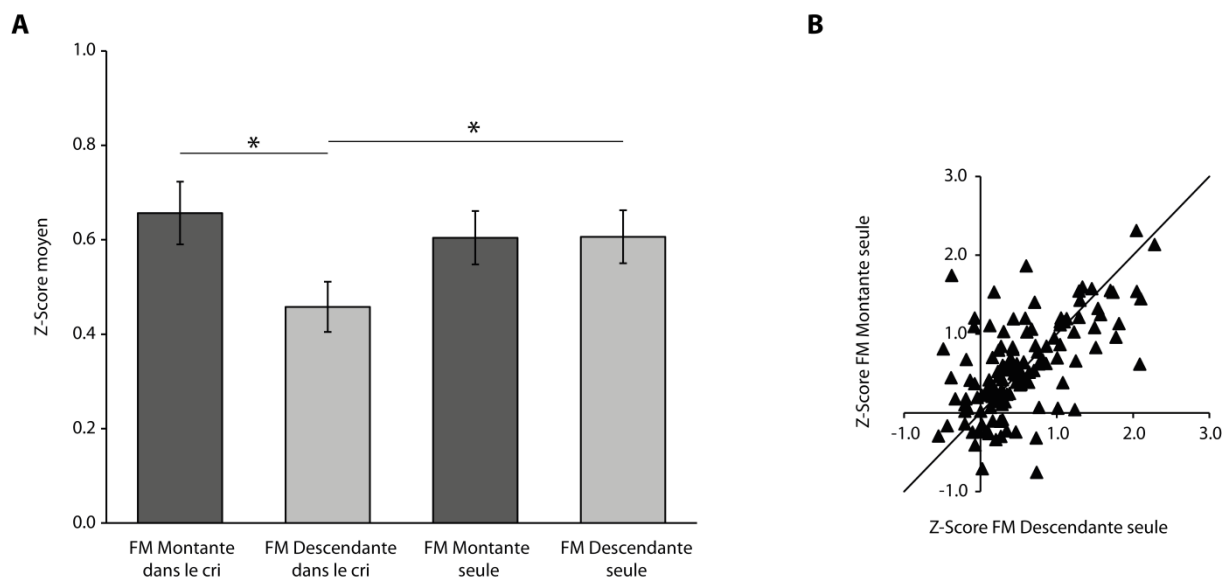 A
Z-Score moyen
1.0
0.8
0.6
0.4
0.2
0.0
*
*
FM Montante
dans le cri
FM Descendante
dans le cri
FM Montante
seule
FM Descendante
seule
B
Z-Score FM Montante seule
3.0
2.0
1.0
-1.0
-1.0
1.0
2.0
3.0
Z-Score FM Descendante seule